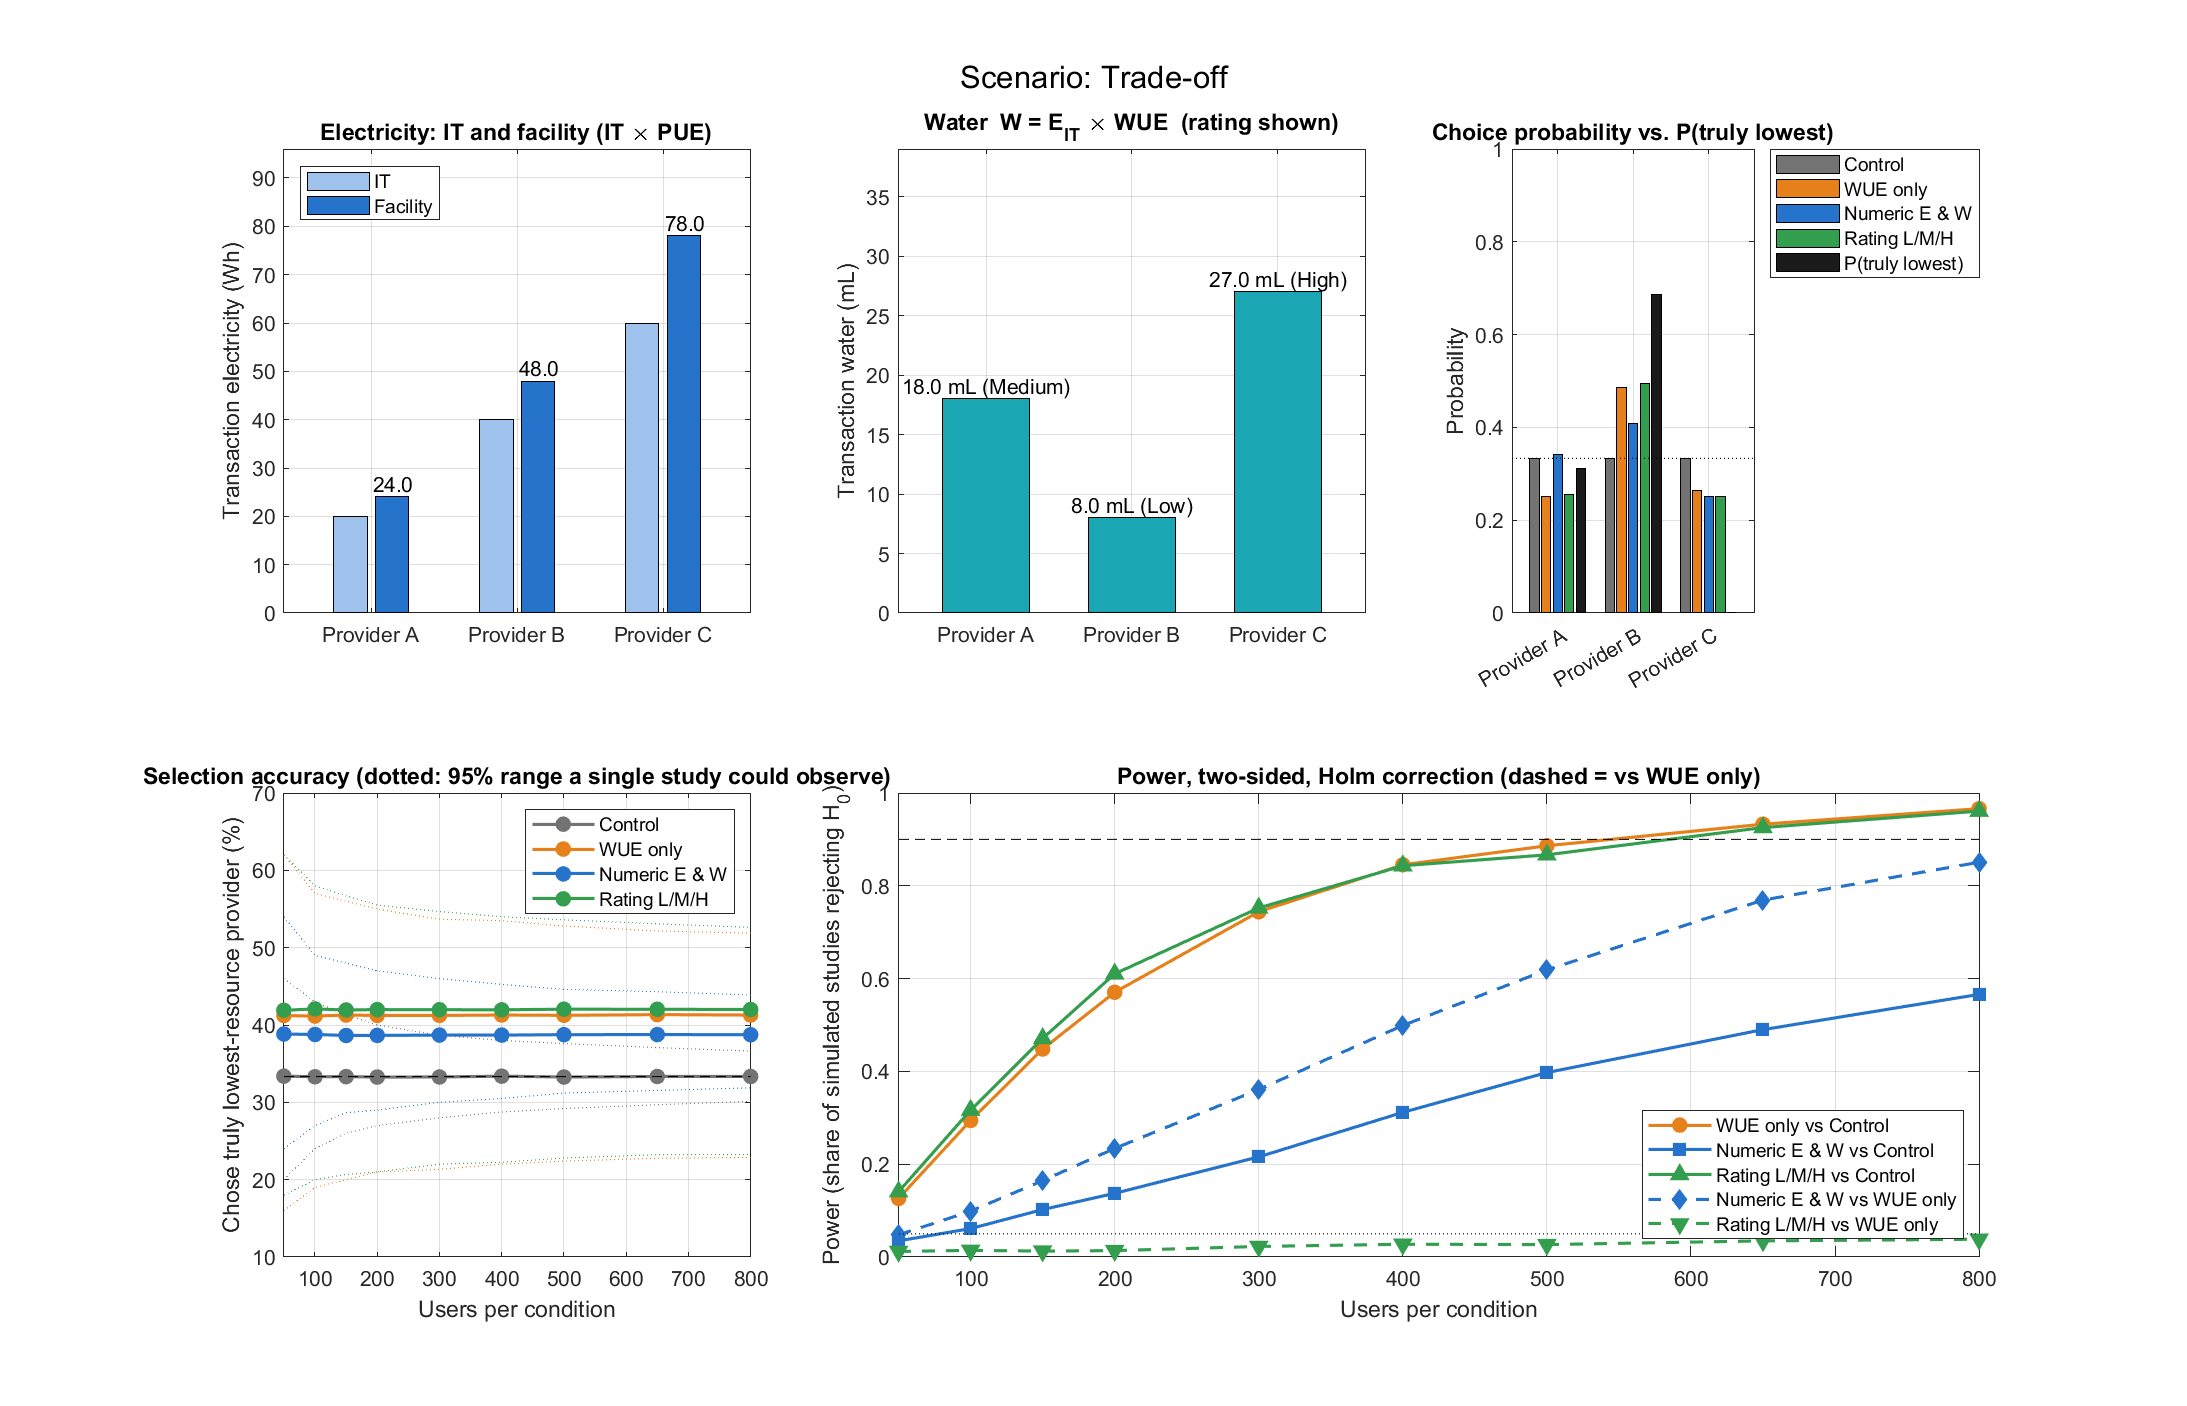 Scenario: Trade-off
Electricity: IT and facility (IT × PUE)
IT
Facility
Transaction electricity (Wh)
90
80
70
60
50
40
30
20
10
0
24.0
48.0
78.0
Provider A
Provider B
Provider C
Water W = E_IT × WUE (rating shown)
Transaction water (mL)
35
30
25
20
15
10
5
0
18.0 mL (Medium)
8.0 mL (Low)
27.0 mL (High)
Provider A
Provider B
Provider C
Choice probability vs. P(truly lowest)
Control
WUE only
Numeric E & W
Rating L/M/H
P(truly lowest)
Probability
1
0.8
0.6
0.4
0.2
0
Provider A
Provider B
Provider C
Selection accuracy (dotted: 95% range a single study could observe)
Control
WUE only
Numeric E & W
Rating L/M/H
Chose truly lowest-resource provider (%)
70
60
50
40
30
20
10
100
200
300
400
500
600
700
800
Users per condition
Power, two-sided, Holm correction (dashed = vs WUE only)
Power (share of simulated studies rejecting H_0)
1
0.8
0.6
0.4
0.2
0
WUE only vs Control
Numeric E & W vs Control
Rating L/M/H vs Control
Numeric E & W vs WUE only
Rating L/M/H vs WUE only
100
200
300
400
500
600
700
800
Users per condition